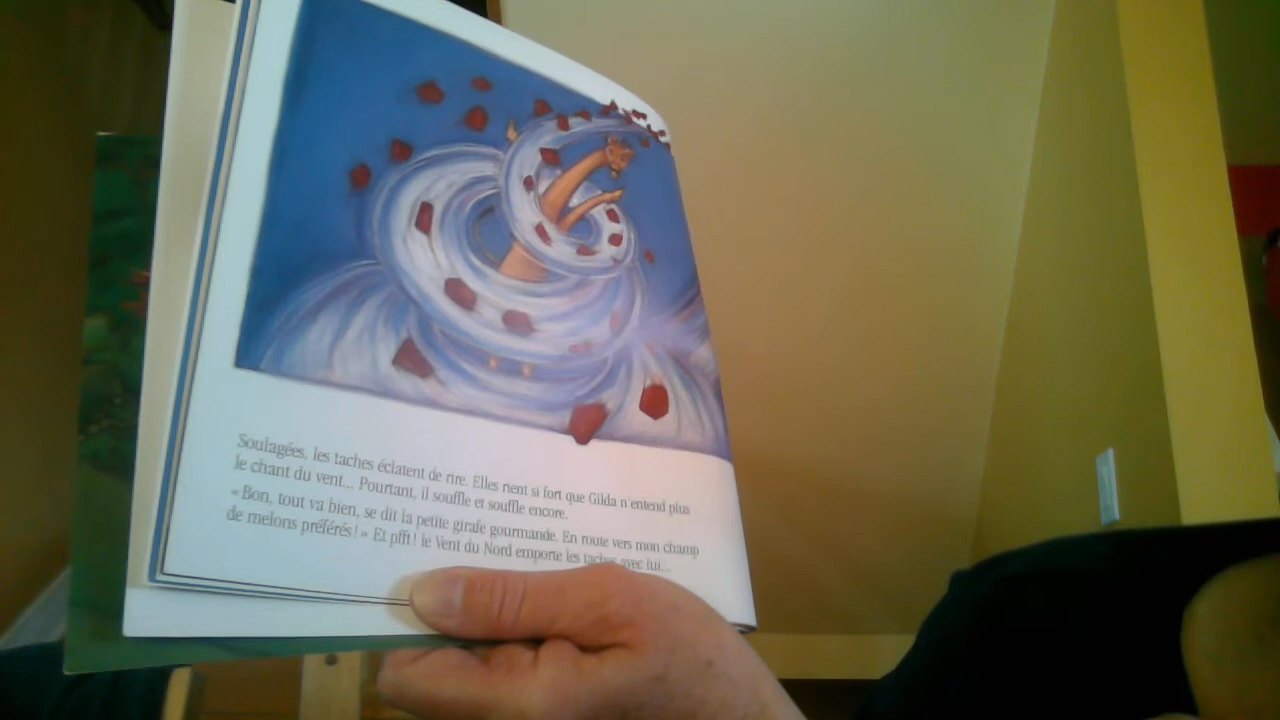 Soulagées, les taches éclatent de rire. Elles rient si fort que Gilda n'entend plus
le chant du vent... Pourtant, il souffle et souffle encore.
« Bon, tout va bien, se dit la petite girafe gourmande. En route vers mon champ
de melons préférés ! » Et pfft ! le Vent du Nord emporte les taches avec lui...